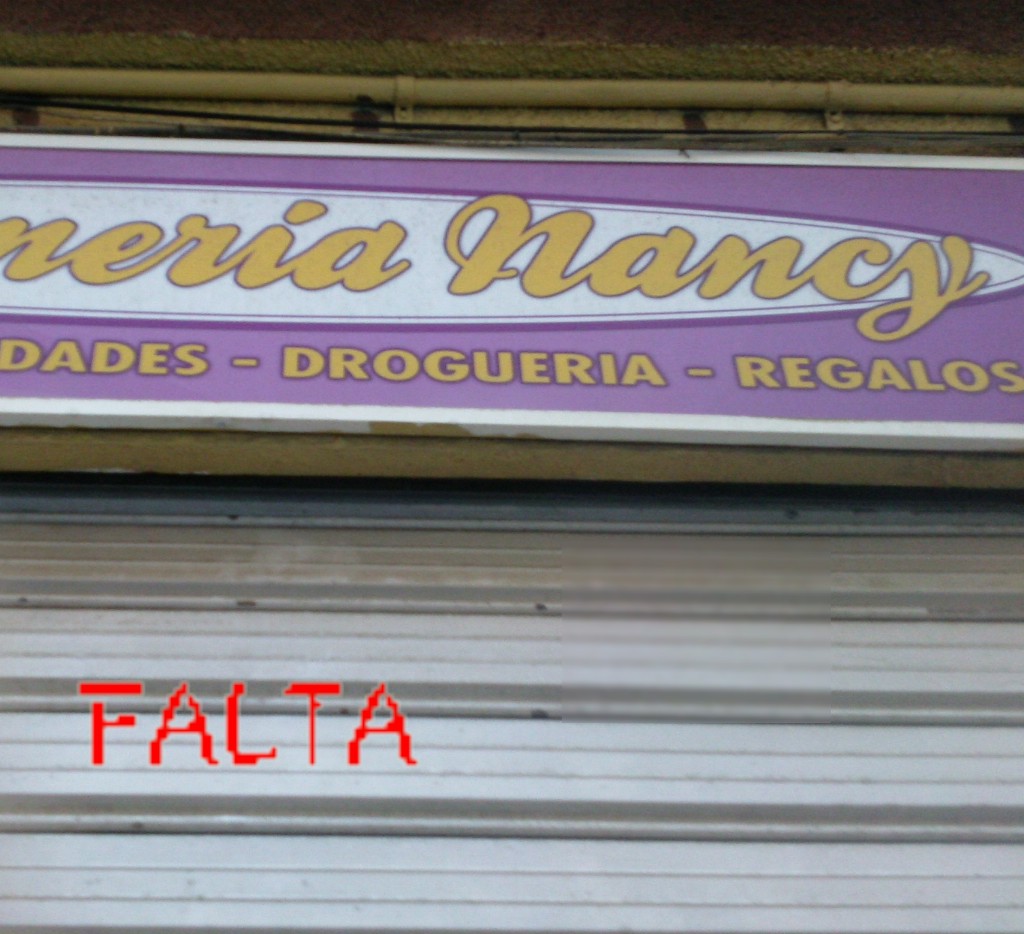 neria Nancy
DADES - DROGUERIA - REGALOS
FALTA